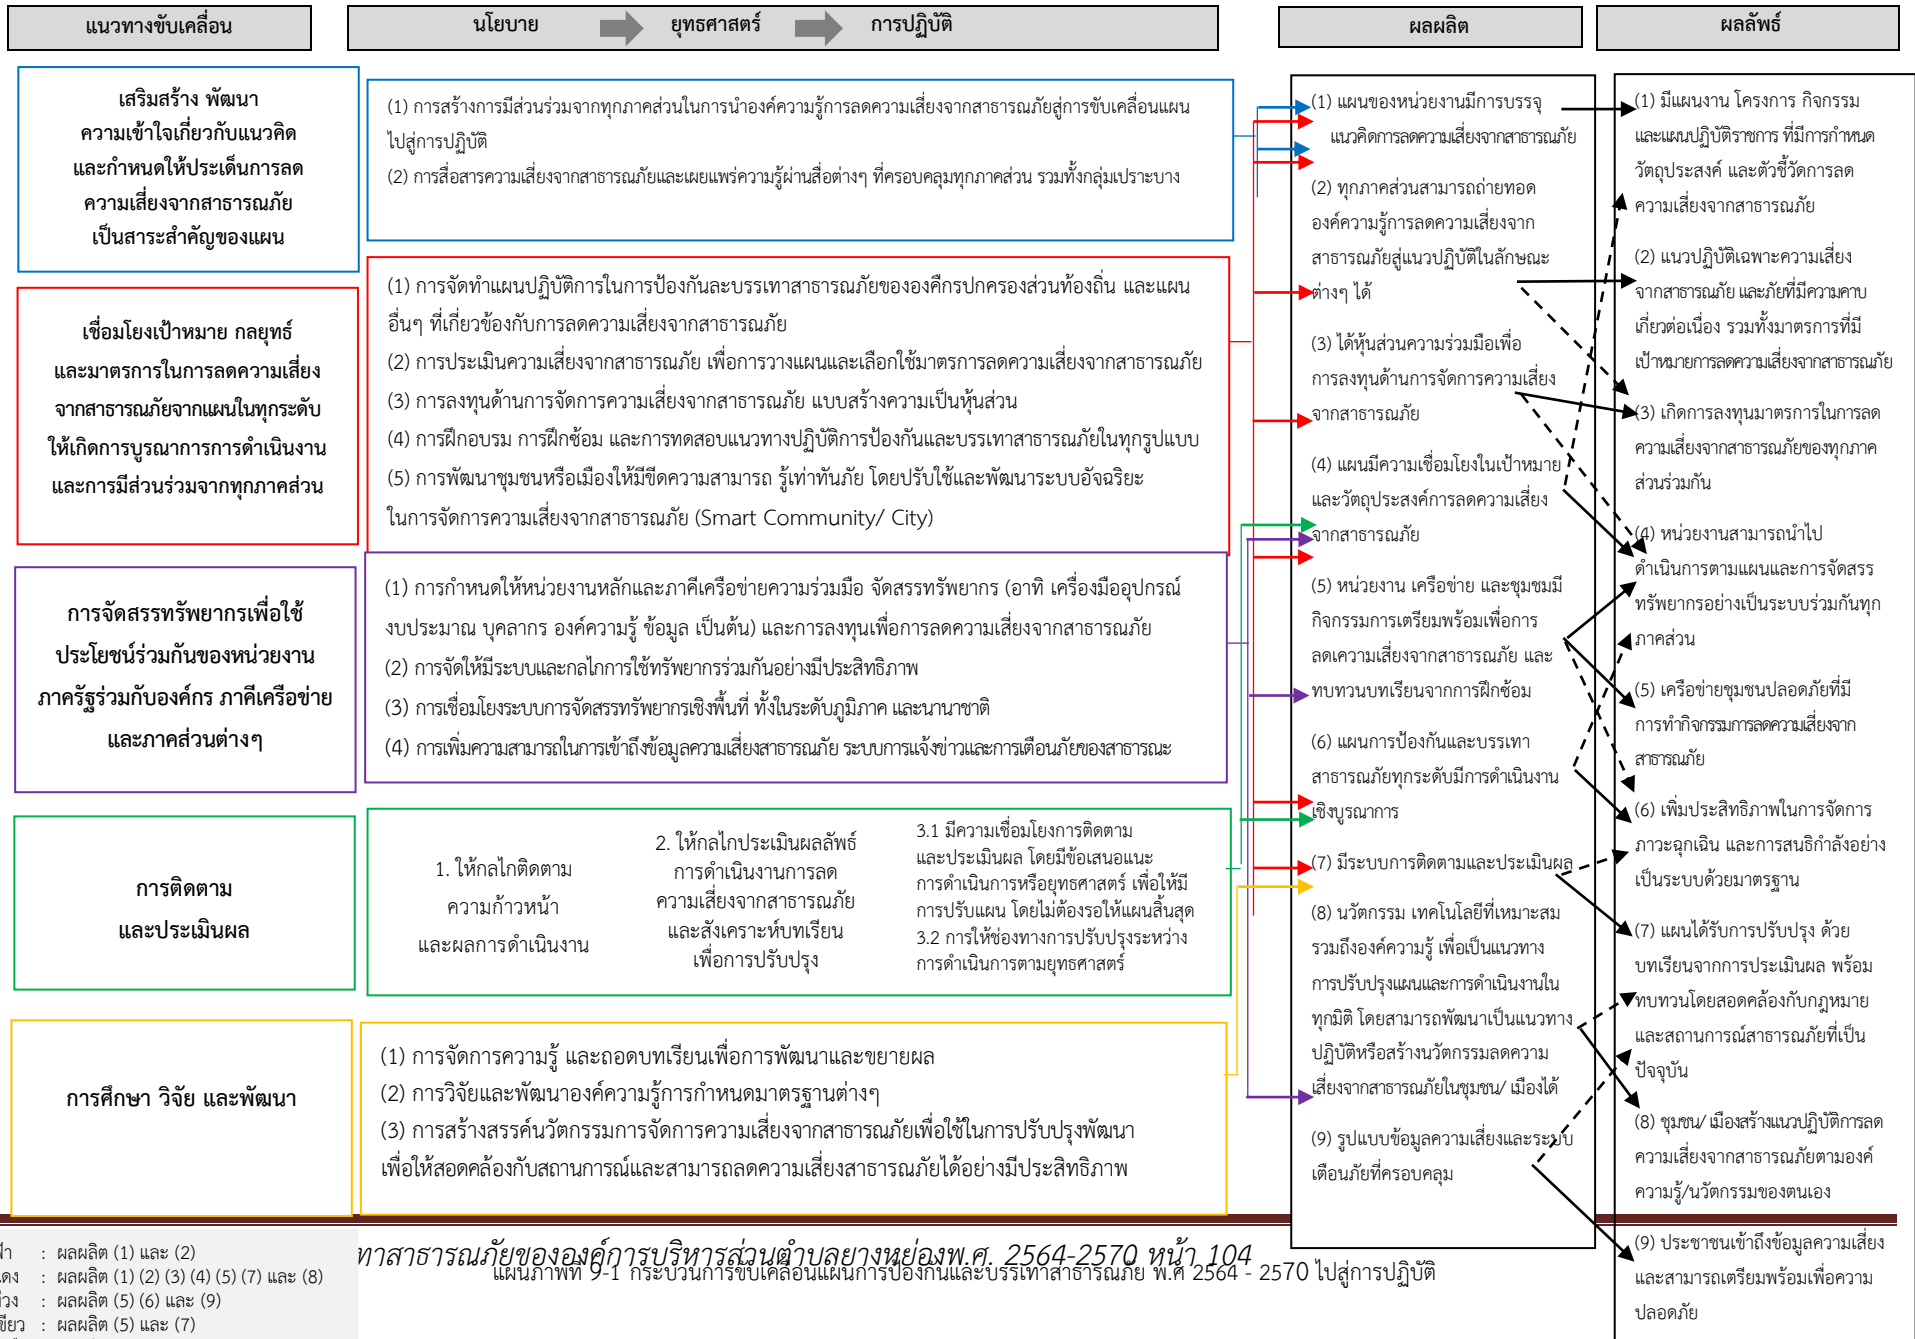 แนวทางขับเคลื่อน
นโยบาย
ยุทธศาสตร์
การปฏิบัติ
ผลผลิต
ผลลัพธ์
เสริมสร้าง พัฒนา
ความเข้าใจเกี่ยวกับแนวคิด
และกำหนดให้ประเด็นการลด
ความเสี่ยงจากสาธารณภัย
เป็นสาระสำคัญของแผน
(1) การสร้างการมีส่วนร่วมจากทุกภาคส่วนในการนำองค์ความรู้การลดความเสี่ยงจากสาธารณภัยสู่การขับเคลื่อนแผน
ไปสู่การปฏิบัติ
(2) การสื่อสารความเสี่ยงจากสาธารณภัยและเผยแพร่ความรู้ผ่านสื่อต่างๆ ที่ครอบคลุมทุกภาคส่วน รวมทั้งกลุ่มเปราะบาง
เชื่อมโยงเป้าหมาย กลยุทธ์
และมาตรการในการลดความเสี่ยง
จากสาธารณภัยจากแผนในทุกระดับ
ให้เกิดการบูรณาการการดำเนินงาน
และการมีส่วนร่วมจากทุกภาคส่วน
(1) การจัดทำแผนปฏิบัติการในการป้องกันละบรรเทาสาธารณภัยขององค์กรปกครองส่วนท้องถิ่น และแผน
อื่นๆ ที่เกี่ยวข้องกับการลดความเสี่ยงจากสาธารณภัย
(2) การประเมินความเสี่ยงจากสาธารณภัย เพื่อการวางแผนและเลือกใช้มาตรการลดความเสี่ยงจากสาธารณภัย
(3) การลงทุนด้านการจัดการความเสี่ยงจากสาธารณภัย แบบสร้างความเป็นหุ้นส่วน
(4) การฝึกอบรม การฝึกซ้อม และการทดสอบแนวทางปฏิบัติการป้องกันและบรรเทาสาธารณภัยในทุกรูปแบบ
(5) การพัฒนาชุมชนหรือเมืองให้มีขีดความสามารถ รู้เท่าทันภัย โดยปรับใช้และพัฒนาระบบอัจฉริยะ
ในการจัดการความเสี่ยงจากสาธารณภัย (Smart Community/ City)
การจัดสรรทรัพยากรเพื่อใช้
ประโยชน์ร่วมกันของหน่วยงาน
ภาครัฐร่วมกับองค์กร ภาคีเครือข่าย
และภาคส่วนต่างๆ
(1) การกำหนดให้หน่วยงานหลักและภาคีเครือข่ายความร่วมมือ จัดสรรทรัพยากร (อาทิ เครื่องมืออุปกรณ์
งบประมาณ บุคลากร องค์ความรู้ ข้อมูล เป็นต้น) และการลงทุนเพื่อการลดความเสี่ยงจากสาธารณภัย
(2) การจัดให้มีระบบและกลไกการใช้ทรัพยากรร่วมกันอย่างมีประสิทธิภาพ
(3) การเชื่อมโยงระบบการจัดสรรทรัพยากรเชิงพื้นที่ ทั้งในระดับภูมิภาค และนานาชาติ
(4) การเพิ่มความสามารถในการเข้าถึงข้อมูลความเสี่ยงสาธารณภัย ระบบการแจ้งข่าวและการเตือนภัยของสาธารณะ
การติดตาม
และประเมินผล
1. ให้กลไกติดตาม
ความก้าวหน้า
และผลการดำเนินงาน
2. ให้กลไกประเมินผลลัพธ์
การดำเนินงานการลด
ความเสี่ยงจากสาธารณภัย
และสังเคราะห์บทเรียน
เพื่อการปรับปรุง
3.1 มีความเชื่อมโยงการติดตาม
และประเมินผล โดยมีข้อเสนอแนะ
การดำเนินการหรือยุทธศาสตร์ เพื่อให้มี
การปรับแผน โดยไม่ต้องรอให้แผนสิ้นสุด
3.2 การให้ช่องทางการปรับปรุงระหว่าง
การดำเนินการตามยุทธศาสตร์
การศึกษา วิจัย และพัฒนา
(1) การจัดการความรู้ และถอดบทเรียนเพื่อการพัฒนาและขยายผล
(2) การวิจัยและพัฒนาองค์ความรู้การกำหนดมาตรฐานต่างๆ
(3) การสร้างสรรค์นวัตกรรมการจัดการความเสี่ยงจากสาธารณภัยเพื่อใช้ในการปรับปรุงพัฒนา
เพื่อให้สอดคล้องกับสถานการณ์และสามารถลดความเสี่ยงสาธารณภัยได้อย่างมีประสิทธิภาพ
(1) แผนของหน่วยงานมีการบรรจุ
แนวคิดการลดความเสี่ยงจากสาธารณภัย
(2) ทุกภาคส่วนสามารถถ่ายทอด
องค์ความรู้การลดความเสี่ยงจาก
สาธารณภัยสู่แนวปฏิบัติในลักษณะ
ต่างๆ ได้
(3) ได้หุ้นส่วนความร่วมมือเพื่อ
การลงทุนด้านการจัดการความเสี่ยง
จากสาธารณภัย
(4) แผนมีความเชื่อมโยงในเป้าหมาย
และวัตถุประสงค์การลดความเสี่ยง
จากสาธารณภัย
(5) หน่วยงาน เครือข่าย และชุมชนมี
กิจกรรมการเตรียมพร้อมเพื่อการ
ลดเความเสี่ยงจากสาธารณภัย และ
ทบทวนบทเรียนจากการฝึกซ้อม
(6) แผนการป้องกันและบรรเทา
สาธารณภัยทุกระดับมีการดำเนินงาน
เชิงบูรณาการ
(7) มีระบบการติดตามและประเมินผล
(8) นวัตกรรม เทคโนโลยีที่เหมาะสม
รวมถึงองค์ความรู้ เพื่อเป็นแนวทาง
การปรับปรุงแผนและการดำเนินงานใน
ทุกมิติ โดยสามารถพัฒนาเป็นแนวทาง
ปฏิบัติหรือสร้างนวัตกรรมลดความ
เสี่ยงจากสาธารณภัยในชุมชน/ เมืองได้
(9) รูปแบบข้อมูลความเสี่ยงและระบบ
เตือนภัยที่ครอบคลุม
(1) มีแผนงาน โครงการ กิจกรรม
และแผนปฏิบัติราชการ ที่มีการกำหนด
วัตถุประสงค์ และตัวชี้วัดการลด
ความเสี่ยงจากสาธารณภัย
(2) แนวปฏิบัติเฉพาะความเสี่ยง
จากสาธารณภัย และภัยที่มีความคาบ
เกี่ยวต่อเนื่อง รวมทั้งมาตรการที่มี
เป้าหมายการลดความเสี่ยงจากสาธารณภัย
(3) เกิดการลงทุนมาตรการในการลด
ความเสี่ยงจากสาธารณภัยของทุกภาค
ส่วนร่วมกัน
(4) หน่วยงานสามารถนำไป
ดำเนินการตามแผนและการจัดสรร
ทรัพยากรอย่างเป็นระบบร่วมกันทุก
ภาคส่วน
(5) เครือข่ายชุมชนปลอดภัยที่มี
การทำกิจกรรมการลดความเสี่ยงจาก
สาธารณภัย
(6) เพิ่มประสิทธิภาพในการจัดการ
ภาวะฉุกเฉิน และการสนธิกำลังอย่าง
เป็นระบบด้วยมาตรฐาน
(7) แผนได้รับการปรับปรุง ด้วย
บทเรียนจากการประเมินผล พร้อม
ทบทวนโดยสอดคล้องกับกฎหมาย
และสถานการณ์สาธารณภัยที่เป็น
ปัจจุบัน
(8) ชุมชน/ เมืองสร้างแนวปฏิบัติการลด
ความเสี่ยงจากสาธารณภัยตามองค์
ความรู้/นวัตกรรมของตนเอง
(9) ประชาชนเข้าถึงข้อมูลความเสี่ยง
และสามารถเตรียมพร้อมเพื่อความ
ปลอดภัย
: ผลผลิต (1) และ (2)
: ผลผลิต (1) (2) (3) (4) (5) (7) และ (8)
: ผลผลิต (5) (6) และ (9)
: ผลผลิต (5) และ (7)
ทาสาธารณภัยขององค์การบริหารส่วนตำบลยางหย่องพ.ศ. 2564-2570 หน้า 104
แผนภาพที่ 9-1 กระบวนการขับเคลื่อนแผนการป้องกันและบรรเทาสาธารณภัย พ.ศ 2564 - 2570 ไปสู่การปฏิบัติ